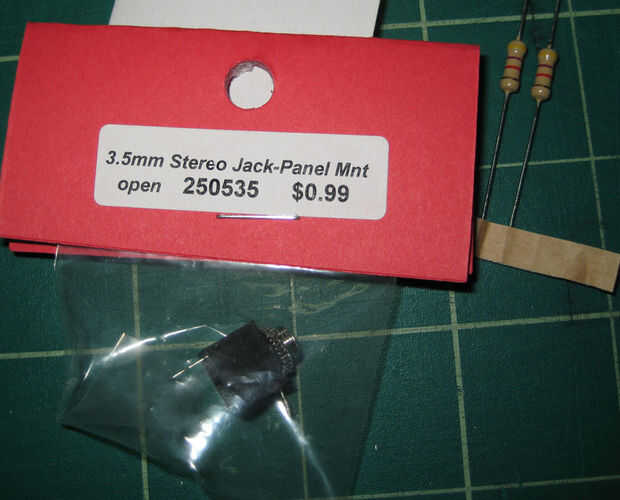 3.5mm Stereo Jack-Panel Mnt
open 250535 $0.99